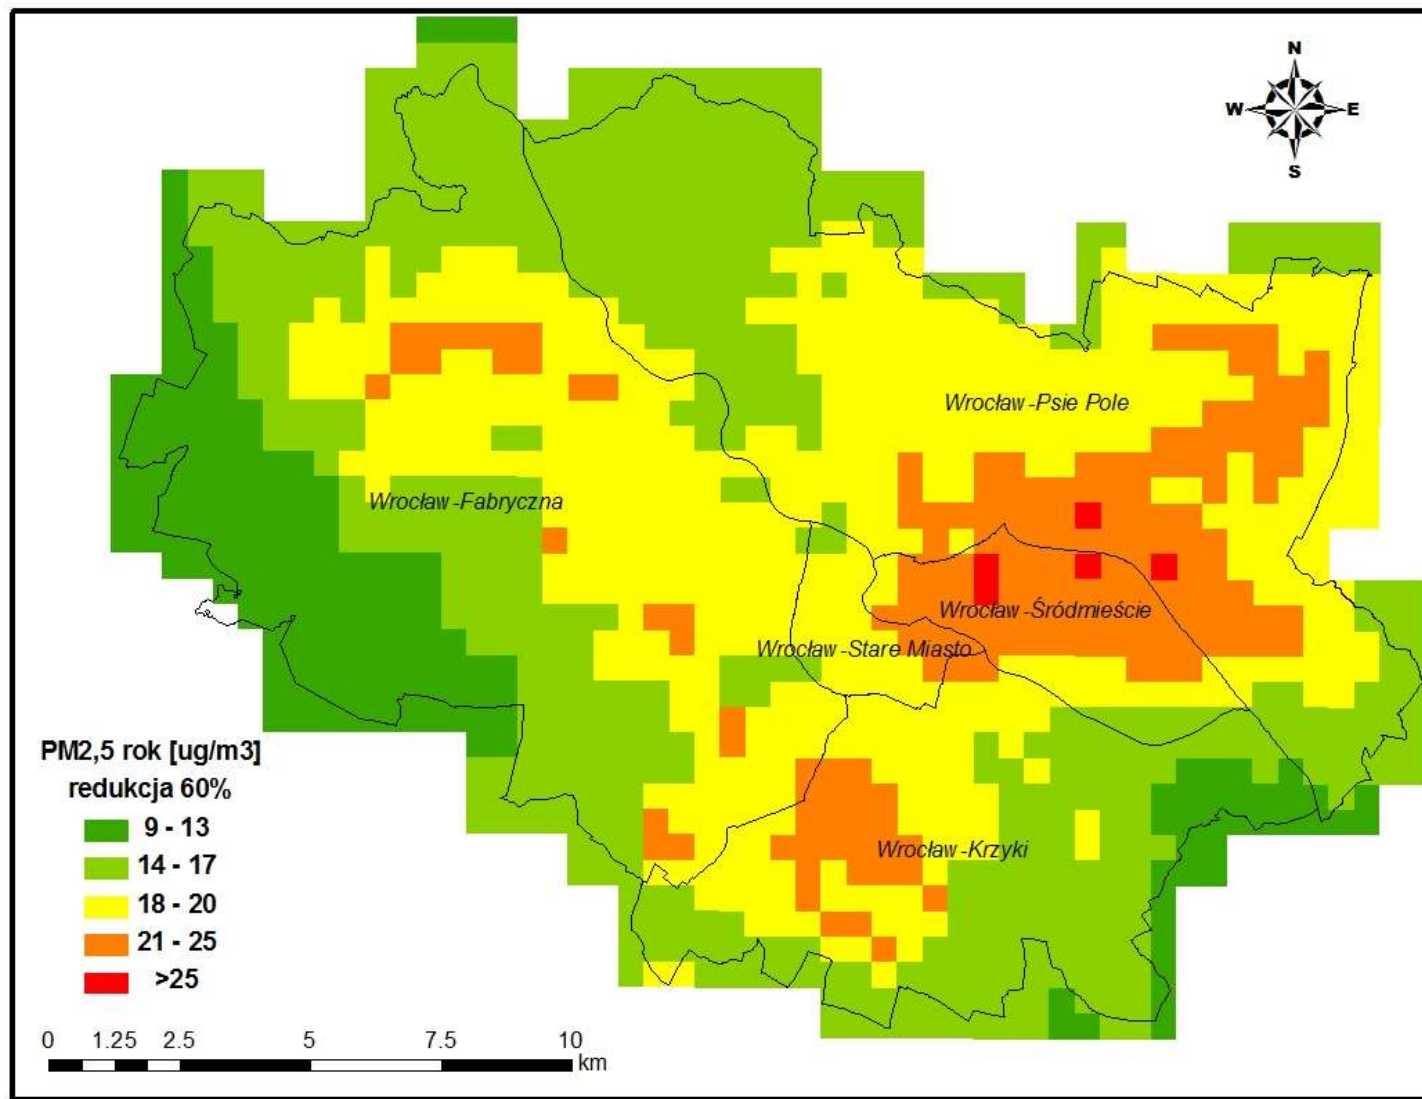 N
W E
S
Wrocław-Psie Pole
Wrocław-Fabryczna
Wrocław-Śródmieście
Wrocław-Stare Miasto
Wrocław-Krzyki
PM2,5 rok [ug/m3]
redukcja 60%
9 - 13
14 - 17
18 - 20
21 - 25
>25
0 1.25 2.5 5 7.5 10
km